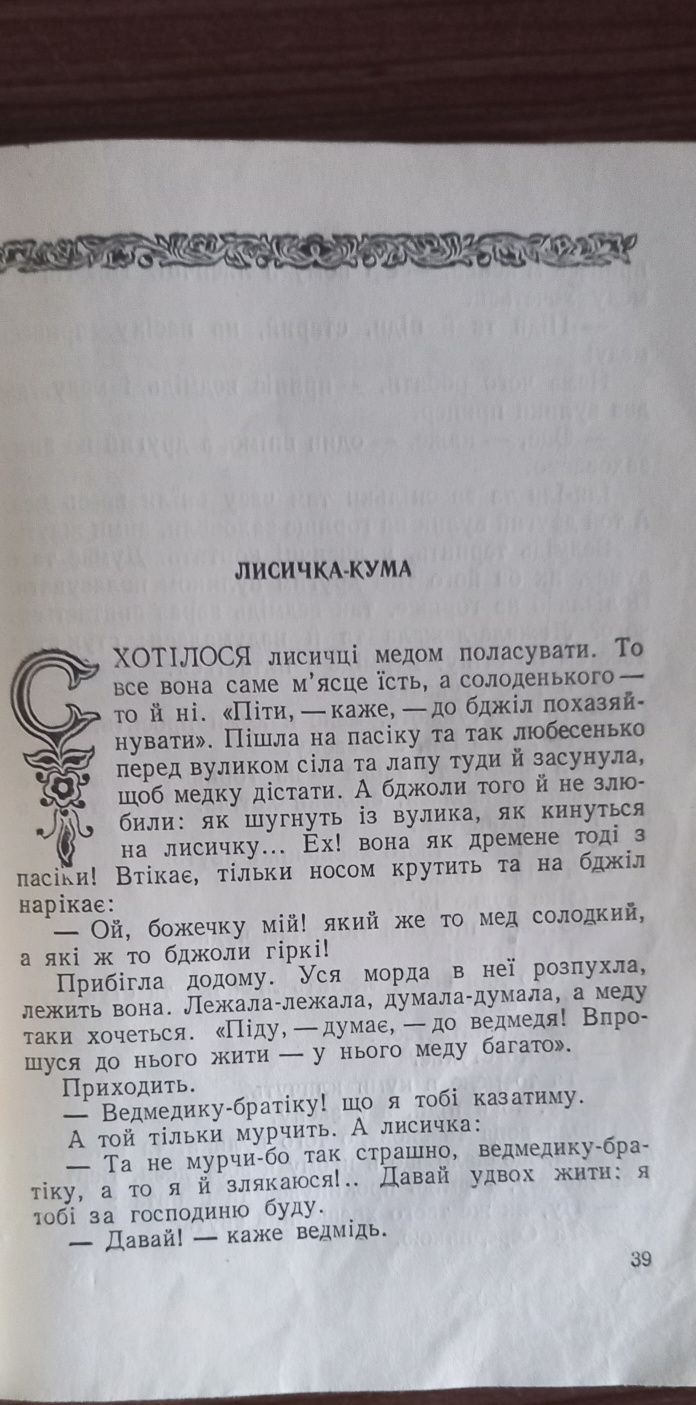 ЛИСИЧКА-КУМА
СХОТІЛОСЯ лисичці медом поласувати. То
все вона саме м’ясце їсть, а солоденького —
то й ні. «Піти, — каже, — до бджіл похазяй-
нувати». Пішла на пасіку та так любесенько
перед вуликом сіла та лапу туди й засунула,
щоб медку дістати. А бджоли того й не злю-
били: як шугнуть із вулика, як кинуться
на лисичку... Ех! вона як дремене тоді з
пасіки! Втікає, тільки носом крутить та на бджіл
нарікає:
— Ой, божечку мій! який же то мед солодкий,
а які ж то бджоли гіркі!
Прибігла додому. Уся морда в неї розпухла,
лежить вона. Лежала-лежала, думала-думала, а меду
таки хочеться. «Піду, — думає, — до ведмедя! Впро-
шуся до нього жити — у нього меду багато».
Приходить.
— Ведмедику-братіку! що я тобі казатиму.
А той тільки мурчить. А лисичка:
— Та не мурчи-бо так страшно, ведмедику-бра-
тіку, а то я й злякаюся!.. Давай удвох жити: я
тобі за господиню буду.
— Давай! — каже ведмідь.
39